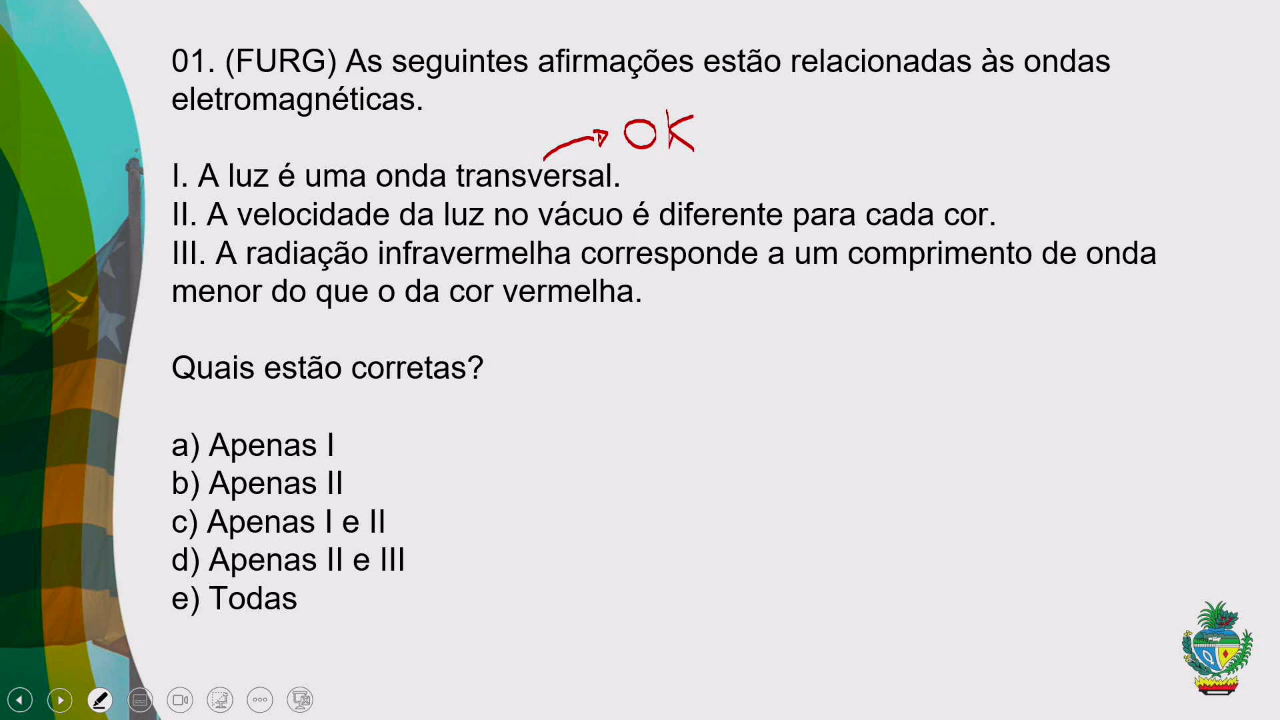 01. (FURG) As seguintes afirmações estão relacionadas às ondas
eletromagnéticas.
OK
I. A luz é uma onda transversal.
II. A velocidade da luz no vácuo é diferente para cada cor.
III. A radiação infravermelha corresponde a um comprimento de onda
menor do que o da cor vermelha.
Quais estão corretas?
a) Apenas I
b) Apenas II
c) Apenas I e II
d) Apenas II e III
e) Todas